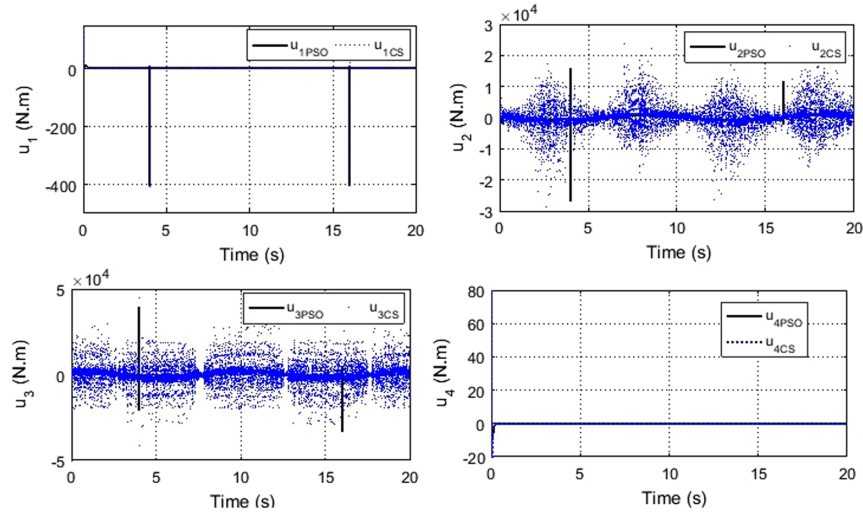 u1PSO u1CS
0
-200
-400
u1 (N.m)
0 5 10 15 20
Time (s)
×10^4
u2PSO u2CS
3
2
1
0
-1
-2
-3
u2 (N.m)
0 5 10 15 20
Time (s)
×10^4
u3PSO u3CS
5
0
-5
u3 (N.m)
0 5 10 15 20
Time (s)
u4PSO
u4CS
80
60
40
20
0
-20
u4 (N.m)
0 5 10 15 20
Time (s)